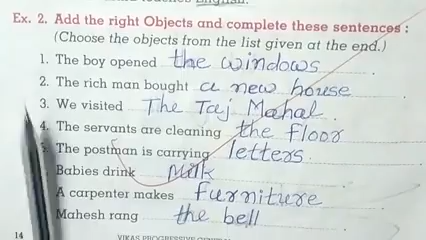 Ex. 2. Add the right Objects and complete these sentences :
(Choose the objects from the list given at the end.)
1. The boy opened the windows
2. The rich man bought a new house
3. We visited The Taj Mahal.
4. The servants are cleaning the floor
5. The postman is carrying letters.
Babies drink Milk
A carpenter makes furniture
Mahesh rang the bell
14
VIKAS PROGRESSIVE